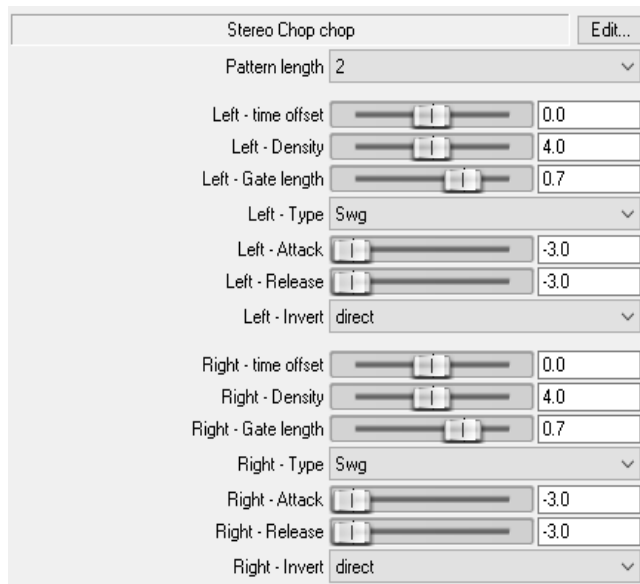 Stereo Chop chop Edit...
Pattern length 2
Left - time offset 0.0
Left - Density 4.0
Left - Gate length 0.7
Left - Type Swg
Left - Attack -3.0
Left - Release -3.0
Left - Invert direct
Right - time offset 0.0
Right - Density 4.0
Right - Gate length 0.7
Right - Type Swg
Right - Attack -3.0
Right - Release -3.0
Right - Invert direct